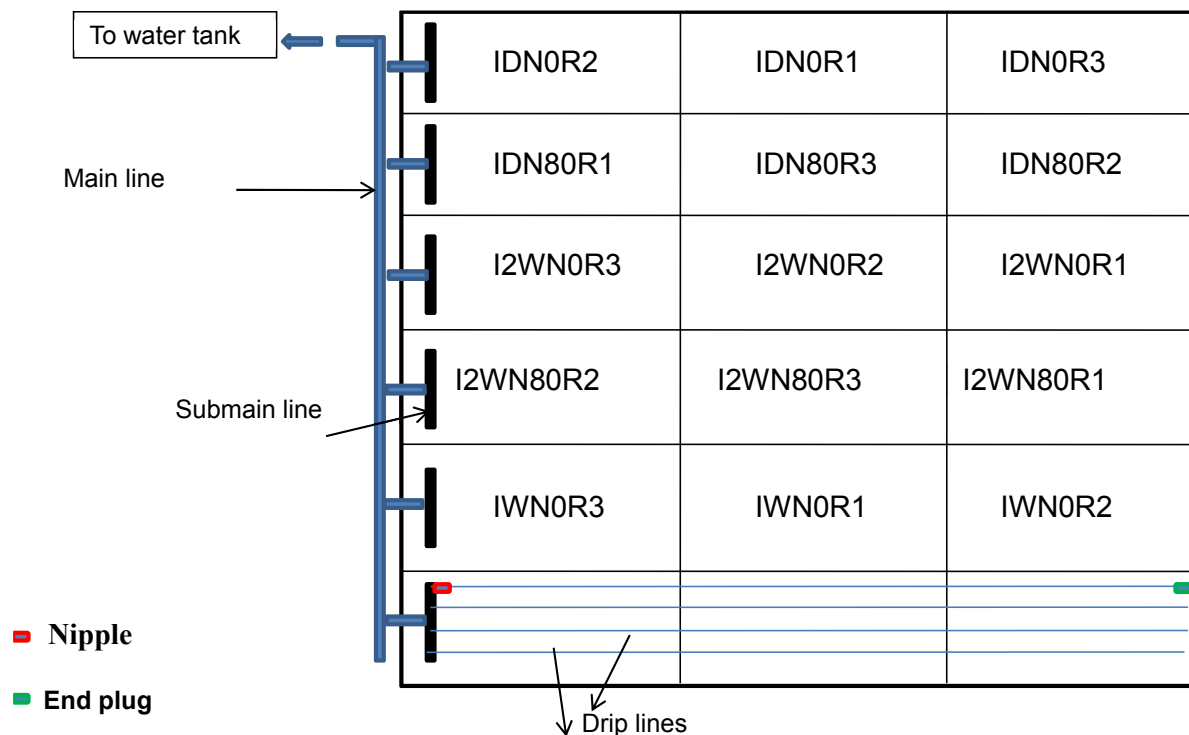 To water tank
IDN0R2 IDN0R1 IDN0R3
Main line
IDN80R1 IDN80R3 IDN80R2
I2WN0R3 I2WN0R2 I2WN0R1
I2WN80R2 I2WN80R3 I2WN80R1
Submain line
IWN0R3 IWN0R1 IWN0R2
Nipple
End plug
Drip lines